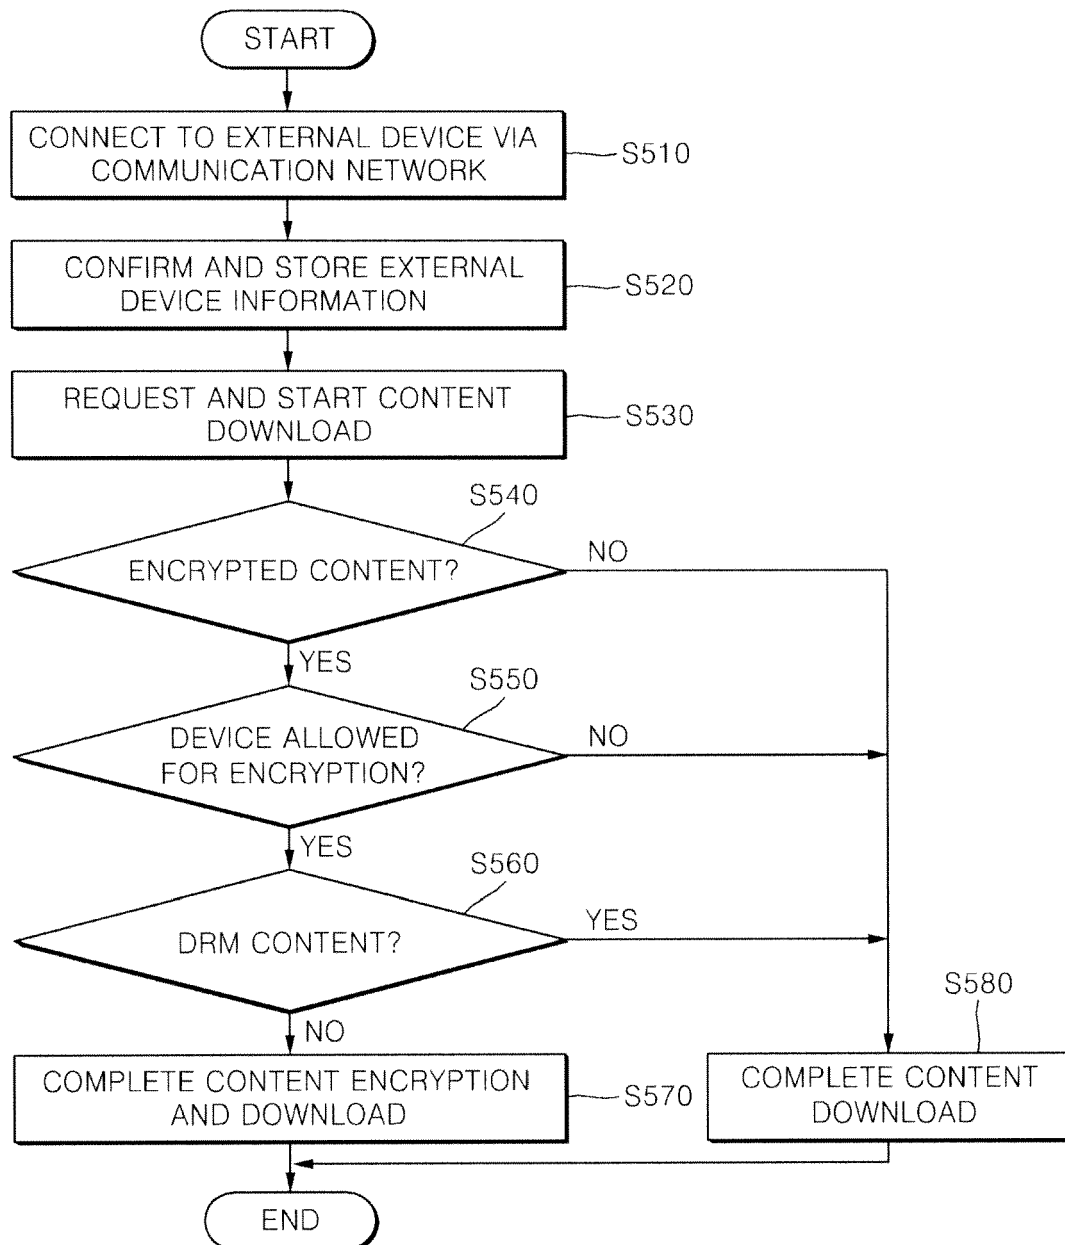 START
CONNECT TO EXTERNAL DEVICE VIA
COMMUNICATION NETWORK
S510
CONFIRM AND STORE EXTERNAL
DEVICE INFORMATION
S520
REQUEST AND START CONTENT
DOWNLOAD
S530
S540
ENCRYPTED CONTENT?
NO
YES
S550
DEVICE ALLOWED
FOR ENCRYPTION?
NO
YES
S560
DRM CONTENT?
YES
NO
S580
COMPLETE CONTENT ENCRYPTION
AND DOWNLOAD
S570
COMPLETE CONTENT
DOWNLOAD
END